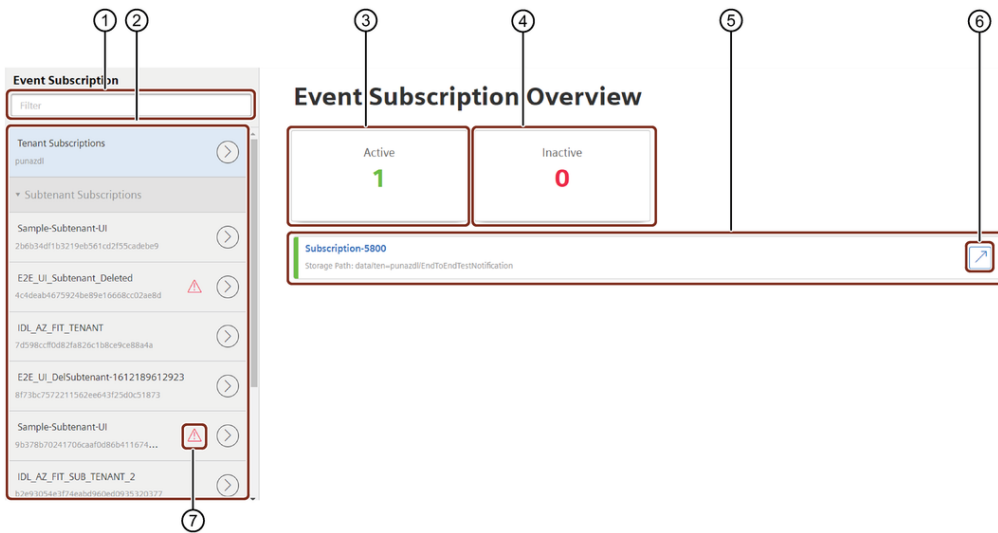 1 2 3 4 5 6
Event Subscription
Filter
Tenant Subscriptions
punazdl
Subtenant Subscriptions
Sample-Subtenant-UI
2b6b34df1b3219eb561cd2f55cadebe9
E2E_UI_Subtenant_Deleted
4c4deab4675924be89e16668cc02ae8d
IDL_AZ_FIT_TENANT
7d598ccff0d82fa826c1b8ce9ce88a4a
E2E_UI_DelSubtenant-1612189612923
8f73bc7572211562ee643f25d0c51873
Sample-Subtenant-UI
9b378b70241706caaf0d86b411674...
IDL_AZ_FIT_SUB_TENANT_2
b2e93054e3f74eabd960ed0935320377
7
Event Subscription Overview
Active
1
Inactive
0
Subscription-5800
Storage Path: data/ten=punazdl/EndToEndTestNotification